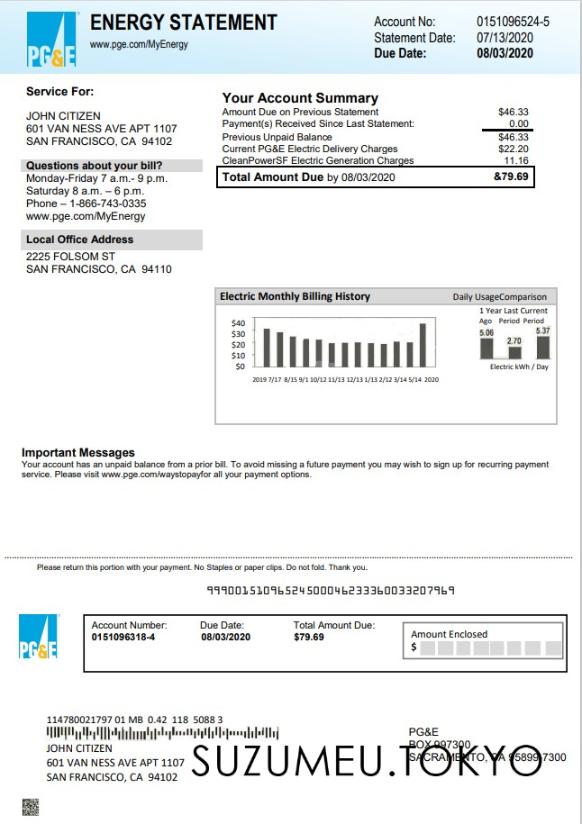 PG&E
ENERGY STATEMENT
www.pge.com/MyEnergy
Account No: 0151096524-5
Statement Date: 07/13/2020
Due Date: 08/03/2020
Service For:
JOHN CITIZEN
601 VAN NESS AVE APT 1107
SAN FRANCISCO, CA 94102
Questions about your bill?
Monday-Friday 7 a.m.- 9 p.m.
Saturday 8 a.m. – 6 p.m.
Phone – 1-866-743-0335
www.pge.com/MyEnergy
Local Office Address
2225 FOLSOM ST
SAN FRANCISCO, CA 94110
Your Account Summary
Amount Due on Previous Statement $46.33
Payment(s) Received Since Last Statement: 0.00
Previous Unpaid Balance $46.33
Current PG&E Electric Delivery Charges $22.20
CleanPowerSF Electric Generation Charges 11.16
Total Amount Due by 08/03/2020 &79.69
Electric Monthly Billing History
Daily UsageComparison
$40
$30
$20
$10
$0
2019 7/17 8/15 9/1 10/12 11/13 12/13 1/13 2/12 3/14 5/14 2020
1 Year Last Current
Ago Period Period
5.06 2.70 5.37
Electric kWh / Day
Important Messages
Your account has an unpaid balance from a prior bill. To avoid missing a future payment you may wish to sign up for recurring payment
service. Please visit www.pge.com/waystopayfor all your payment options.
Please return this portion with your payment. No Staples or paper clips. Do not fold. Thank you.
99900151096524500046233360033207969
PG&E
Account Number: Due Date: Total Amount Due:
0151096318-4 08/03/2020 $79.69
Amount Enclosed
$
114780021797 01 MB 0.42 118 5088 3
JOHN CITIZEN
601 VAN NESS AVE APT 1107
SAN FRANCISCO, CA 94102
PG&E
BOX 997300
SACRAMENTO, CA 95899-7300
SUZUMEU.TOKYO